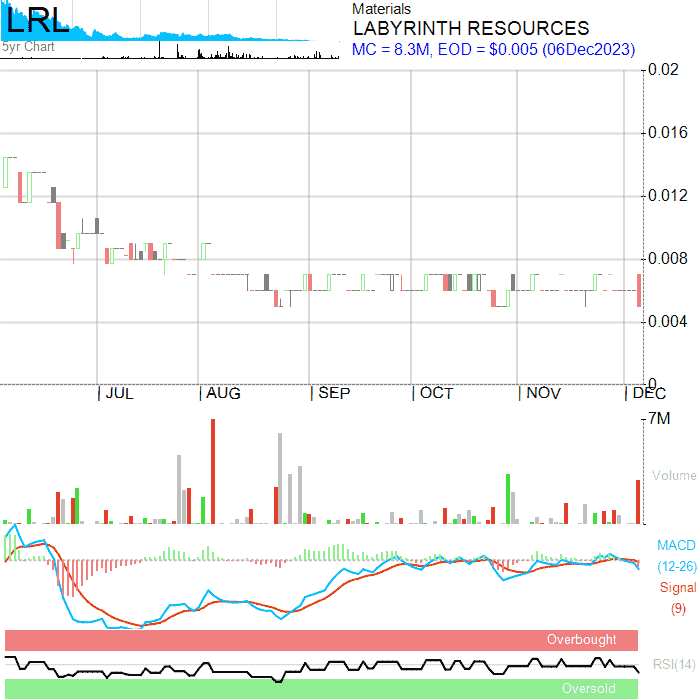 LRL
5yr Chart
Materials
LABYRINTH RESOURCES
MC = 8.3M, EOD = $0.005 (06Dec2023)
0.02
0.016
0.012
0.008
0.004
0
| JUL | AUG | SEP | OCT | NOV | DEC
7M
Volume
MACD
(12-26)
Signal
(9)
Overbought
RSI(14)
Oversold